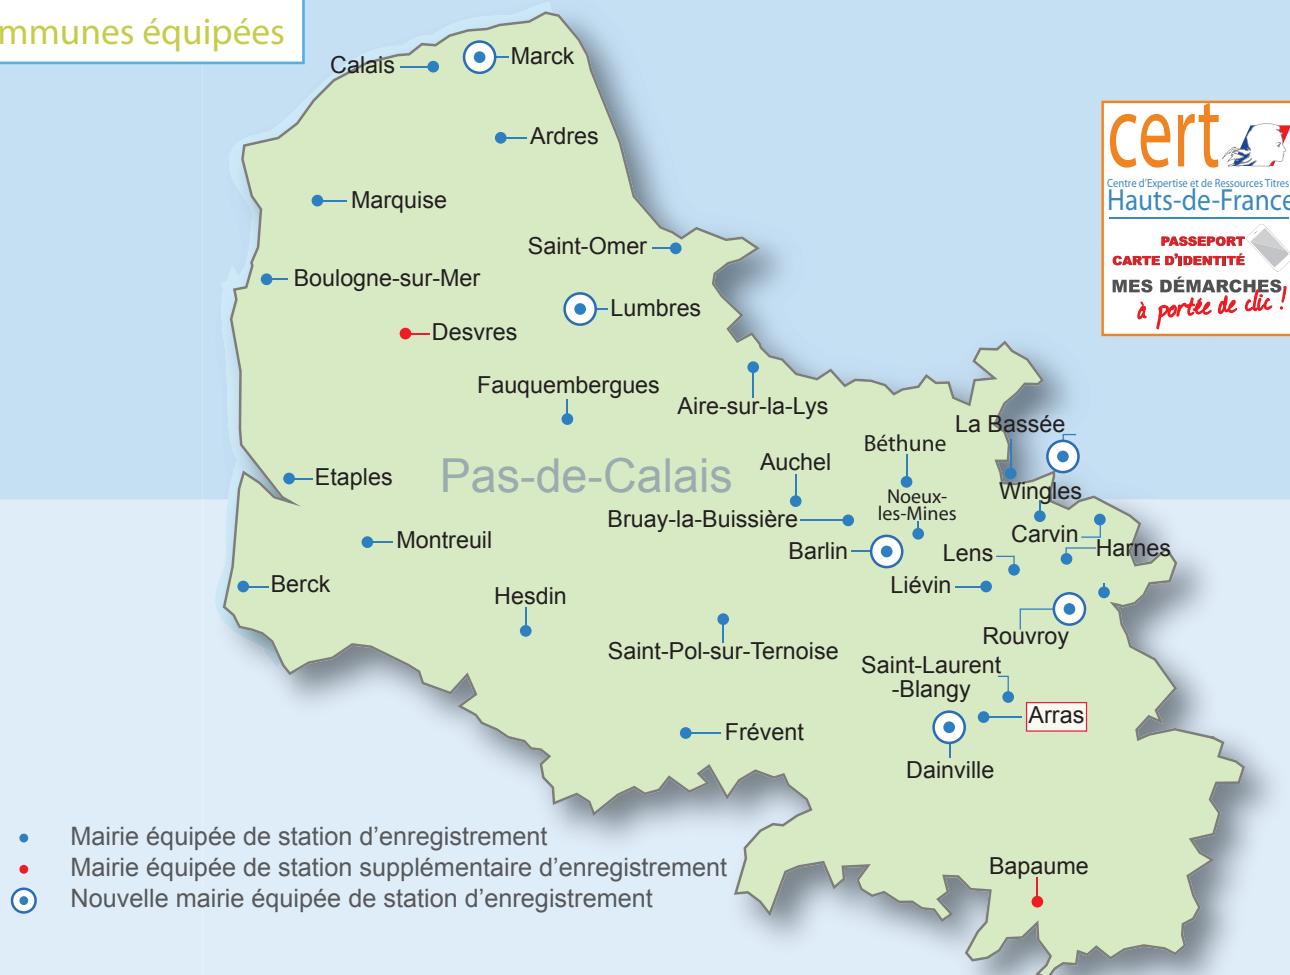 mmunes équipées
Calais
Marck
Ardres
Marquise
Saint-Omer
Boulogne-sur-Mer
Lumbres
Desvres
Fauquembergues
Aire-sur-la-Lys
La Bassée
Béthune
Auchel
Pas-de-Calais
Etaples
Wingles
Noeux-
les-Mines
Bruay-la-Buissière
Carvin
Montreuil
Barlin
Lens
Harnes
Berck
Liévin
Hesdin
Rouvroy
Saint-Pol-sur-Ternoise
Saint-Laurent
-Blangy
Arras
Frévent
Dainville
Bapaume
cert
Centre d'Expertise et de Ressources Titres
Hauts-de-France
PASSEPORT
CARTE D'IDENTITÉ
MES DÉMARCHES
à portée de clic !
Mairie équipée de station d'enregistrement
Mairie équipée de station supplémentaire d'enregistrement
Nouvelle mairie équipée de station d'enregistrement